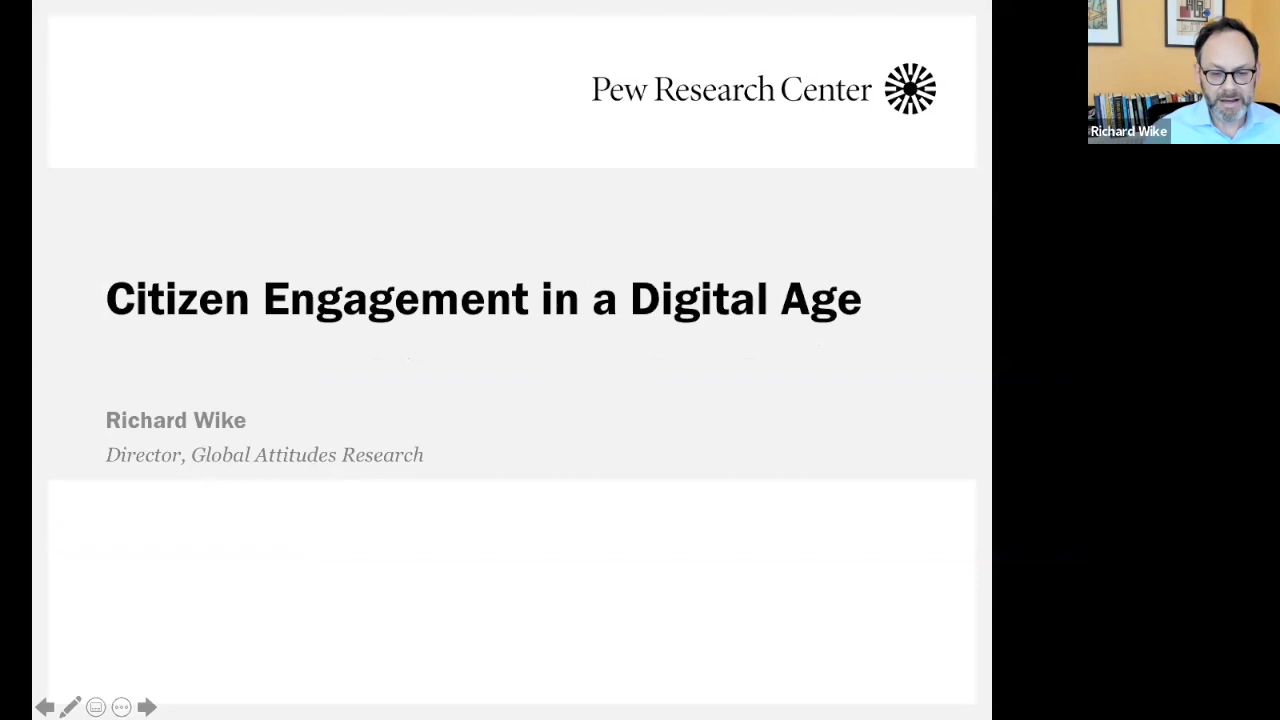 Pew Research Center
Richard Wike
Citizen Engagement in a Digital Age
Richard Wike
Director, Global Attitudes Research